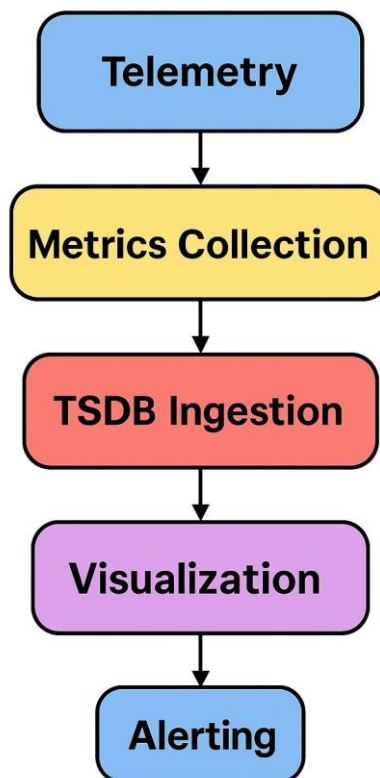 Telemetry
Metrics Collection
TSDB Ingestion
Visualization
Alerting